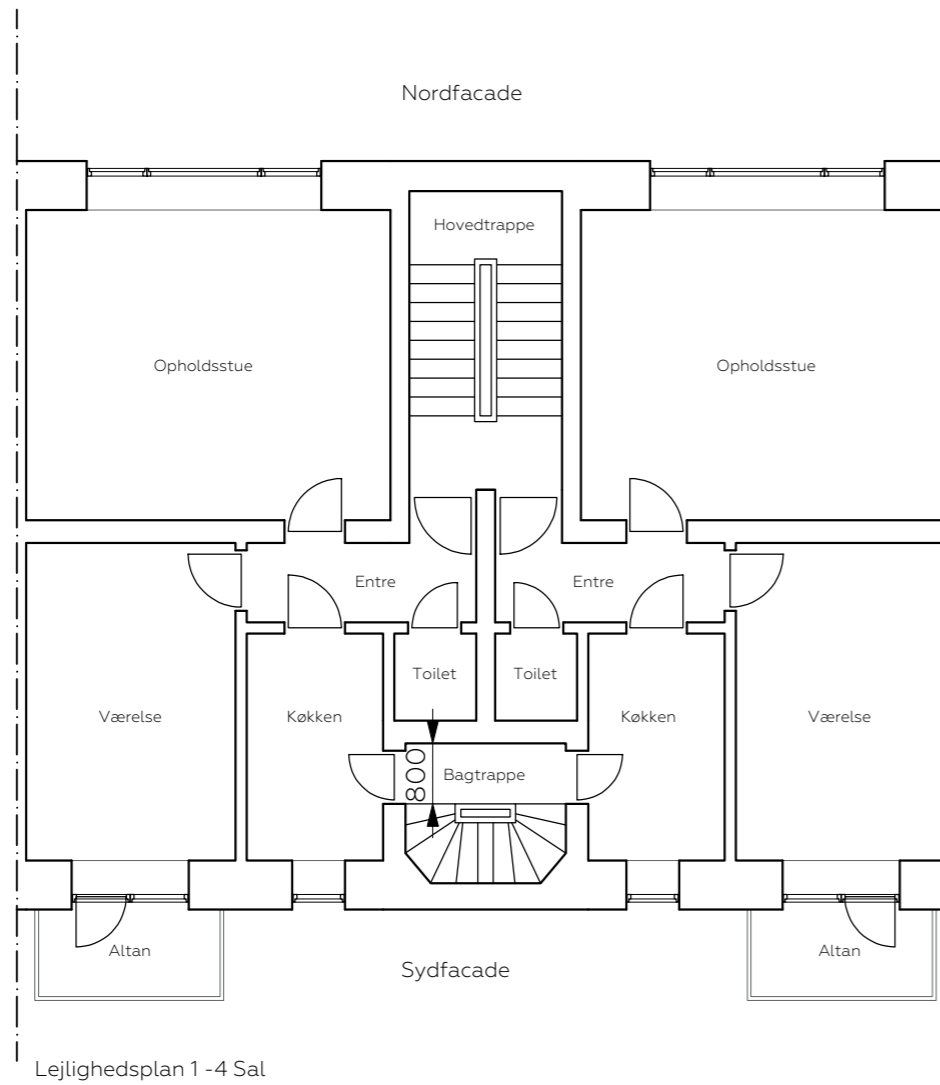 Nordfacade
Hovedtrappe
Opholdsstue
Opholdsstue
Entre
Entre
Toilet
Toilet
Værelse
Køkken
Køkken
Værelse
800
Bagtrappe
Altan
Altan
Sydfacade
Lejlighedsplan 1 -4 Sal